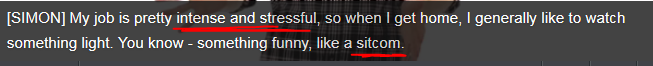 [SIMON] My job is pretty intense and stressful, so when I get home, I generally like to watch
something light. You know - something funny, like a sitcom.